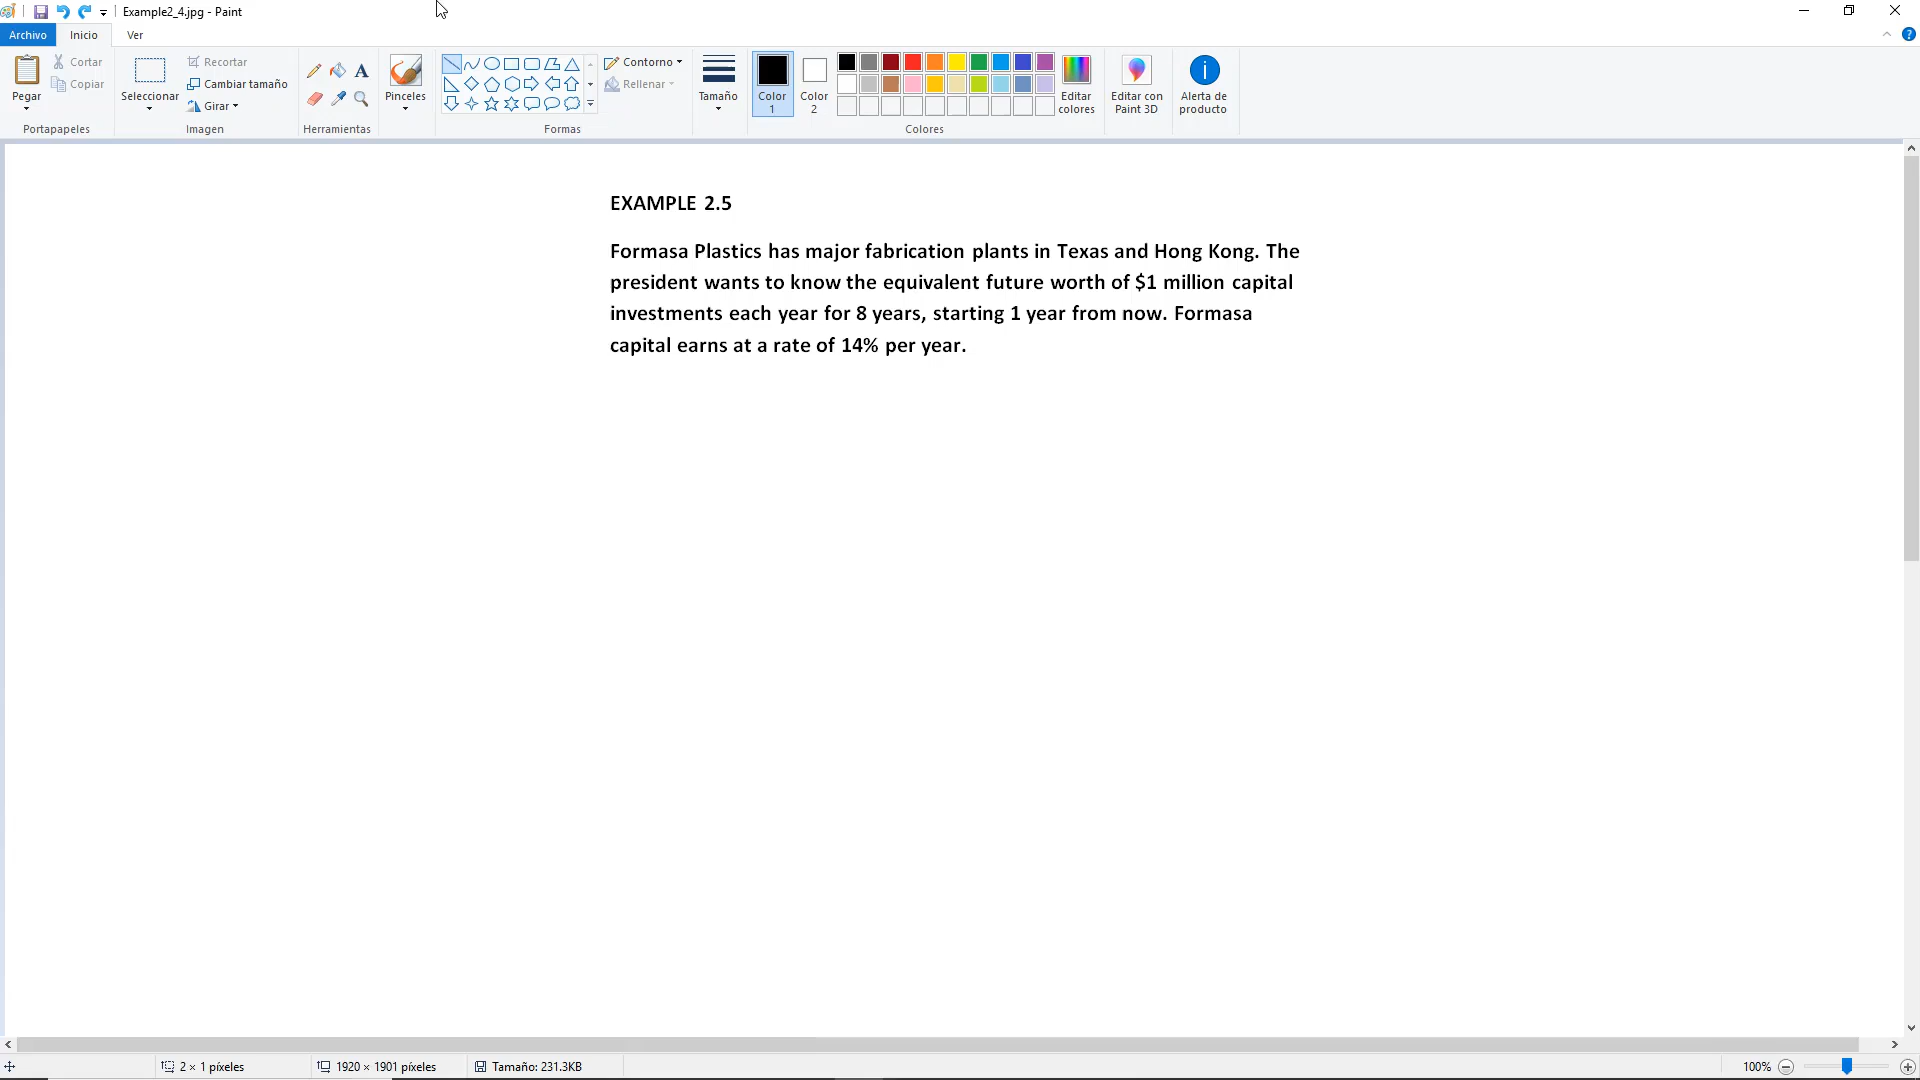 Example2_4.jpg - Paint
Archivo Inicio Ver
Pegar Cortar Copiar Portapapeles
Seleccionar Recortar Cambiar tamaño Girar Imagen
A Herramientas
Pinceles
Contorno Rellenar Formas
Tamaño
Color 1
Color 2
Colores
Editar colores
Editar con Paint 3D
Alerta de producto
EXAMPLE 2.5
Formasa Plastics has major fabrication plants in Texas and Hong Kong. The
president wants to know the equivalent future worth of $1 million capital
investments each year for 8 years, starting 1 year from now. Formasa
capital earns at a rate of 14% per year.
2 × 1 píxeles 1920 × 1901 píxeles Tamaño: 231.3KB 100%